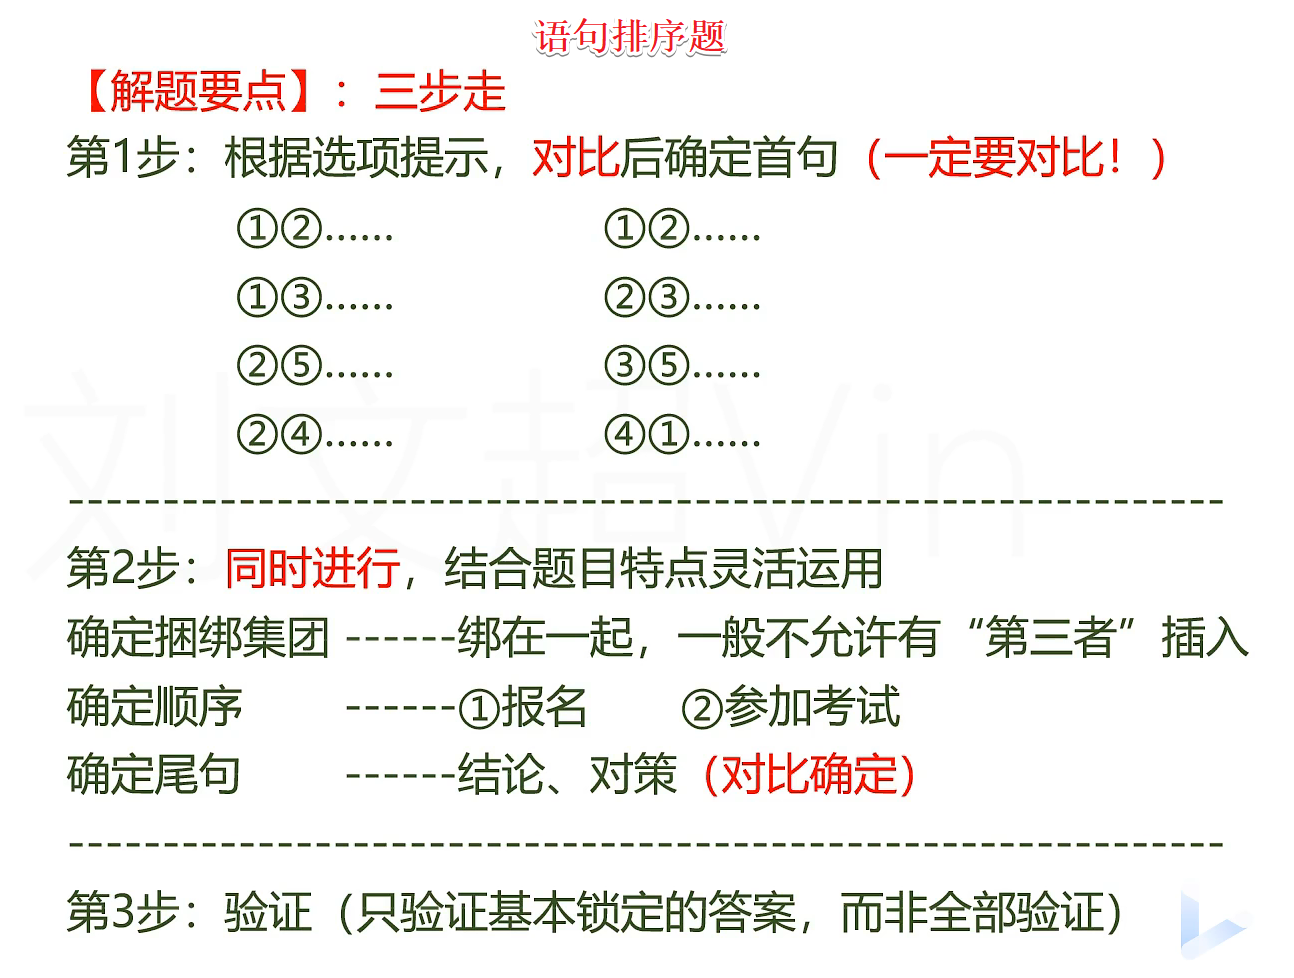 语句排序题
【解题要点】：三步走
第1步：根据选项提示，对比后确定首句（一定要对比！）
①②…… ①②……
①③…… ②③……
②⑤…… ③⑤……
②④…… ④①……
--------------------------------------------------------------
第2步：同时进行，结合题目特点灵活运用
确定捆绑集团 ------绑在一起，一般不允许有“第三者”插入
确定顺序 ------①报名 ②参加考试
确定尾句 ------结论、对策（对比确定）
--------------------------------------------------------------
第3步：验证（只验证基本锁定的答案，而非全部验证）
刘文超Vin